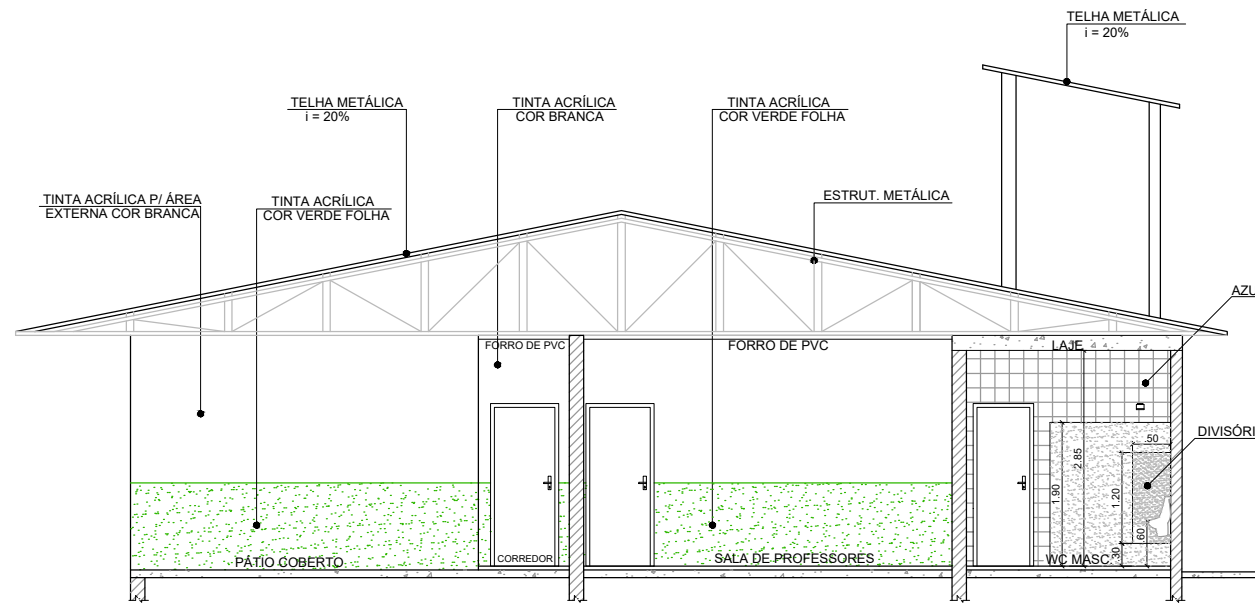 TELHA METÁLICA
i = 20%
TELHA METÁLICA
i = 20%
TINTA ACRÍLICA
COR BRANCA
TINTA ACRÍLICA
COR VERDE FOLHA
TINTA ACRÍLICA P/ ÁREA
EXTERNA COR BRANCA
TINTA ACRÍLICA
COR VERDE FOLHA
ESTRUT. METÁLICA
AZU
FORRO DE PVC
FORRO DE PVC
LAJE
DIVISÓRI
.50
2.85
1.90
1.20
.60
.30
PÁTIO COBERTO
CORREDOR
SALA DE PROFESSORES
WC MASC.